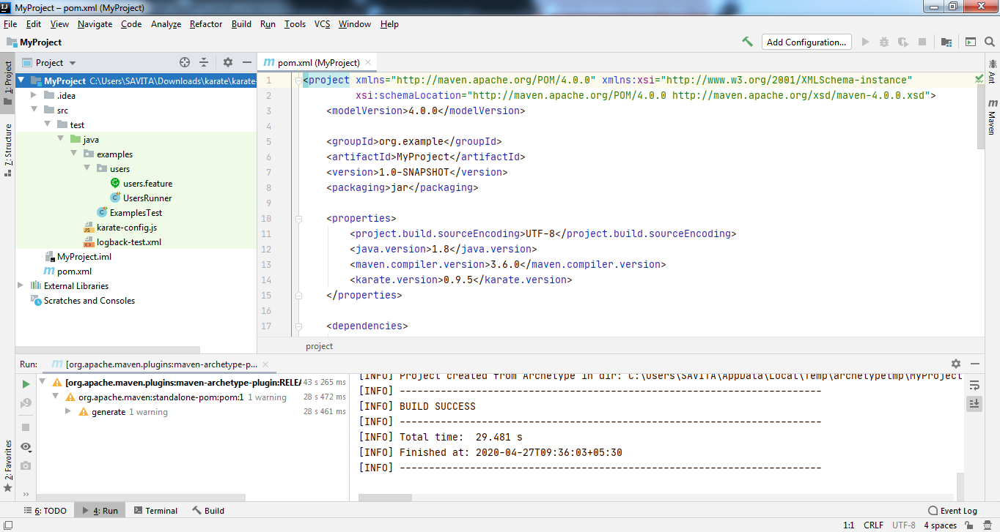 MyProject – pom.xml (MyProject)
File Edit View Navigate Code Analyze Refactor Build Run Tools VCS Window Help
MyProject
Add Configuration...
1: Project
Z: Structure
2: Favorites
Project
MyProject C:\Users\SAVITA\Downloads\karate\karate-
.idea
src
test
java
examples
users
users.feature
UsersRunner
ExamplesTest
karate-config.js
logback-test.xml
MyProject.iml
pom.xml
External Libraries
Scratches and Consoles
pom.xml (MyProject)
1 <project xmlns="http://maven.apache.org/POM/4.0.0" xmlns:xsi="http://www.w3.org/2001/XMLSchema-instance"
2 xsi:schemaLocation="http://maven.apache.org/POM/4.0.0 http://maven.apache.org/xsd/maven-4.0.0.xsd">
3 <modelVersion>4.0.0</modelVersion>
4
5 <groupId>org.example</groupId>
6 <artifactId>MyProject</artifactId>
7 <version>1.0-SNAPSHOT</version>
8 <packaging>jar</packaging>
9
10 <properties>
11 <project.build.sourceEncoding>UTF-8</project.build.sourceEncoding>
12 <java.version>1.8</java.version>
13 <maven.compiler.version>3.6.0</maven.compiler.version>
14 <karate.version>0.9.5</karate.version>
15 </properties>
16
17 <dependencies>
project
Ant
Maven
Run: [org.apache.maven.plugins:maven-archetype-p...
[org.apache.maven.plugins:maven-archetype-plugin:RELEA 43 s 265 ms
org.apache.maven:standalone-pom:pom:1 1 warning 28 s 472 ms
generate 1 warning 28 s 461 ms
[INFO] Project created from Archetype in dir: C:\Users\SAVITA\AppData\Local\Temp\archetypetmp\MyProject
[INFO] ------------------------------------------------------------------------
[INFO] BUILD SUCCESS
[INFO] ------------------------------------------------------------------------
[INFO] Total time:  29.481 s
[INFO] Finished at: 2020-04-27T09:36:03+05:30
[INFO] ------------------------------------------------------------------------
6: TODO 4: Run Terminal Build Event Log
1:1 CRLF UTF-8 4 spaces